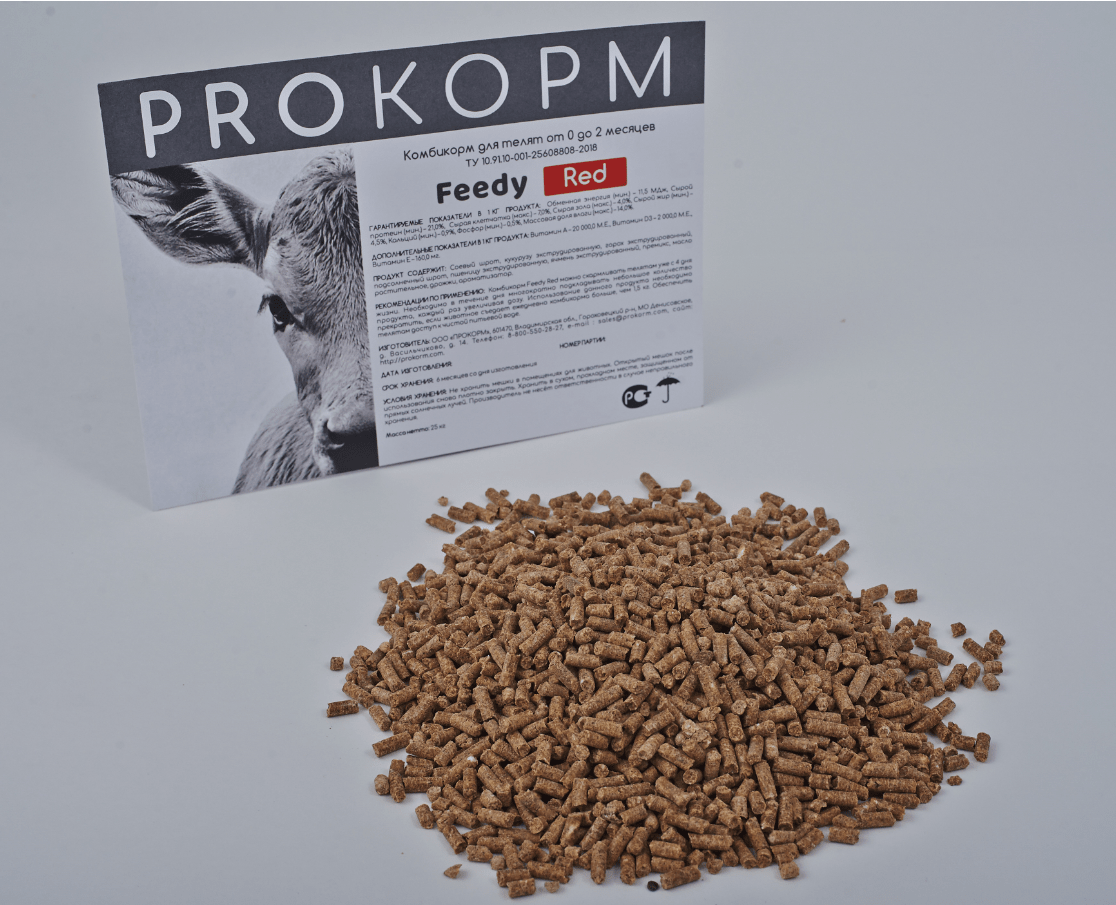 PROКОРМ
Комбикорм для телят от 0 до 2 месяцев
ТУ 10.91.10-001-25608808-2018
Feedy Red
ГАРАНТИРУЕМЫЕ ПОКАЗАТЕЛИ В 1 КГ ПРОДУКТА: Обменная энергия (мин.) – 11,5 МДж, Сырой
протеин (мин.) – 21,0%, Сырая клетчатка (макс.) – 7,0%, Сырая зола (макс.) – 4,0%, Сырой жир (мин.) –
4,5%, Кальций (мин.) – 0,9%, Фосфор (мин.) – 0,5%, Массовая доля влаги (макс.) – 14,0%.
ДОПОЛНИТЕЛЬНЫЕ ПОКАЗАТЕЛИ В 1 КГ ПРОДУКТА: Витамин А – 20 000,0 М.Е., Витамин D3 – 2 000,0 М.Е.,
Витамин Е – 160,0 мг.
ПРОДУКТ СОДЕРЖИТ: Соевый шрот, кукурузу экструдированную, горох экструдированный,
подсолнечный шрот, пшеницу экструдированную, ячмень экструдированный, премикс, масло
растительное, дрожжи, ароматизатор.
РЕКОМЕНДАЦИИ ПО ПРИМЕНЕНИЮ: Комбикорм Feedy Red можно скармливать телятам уже с 4 дня
жизни. Необходимо в течение дня многократно подкладывать небольшое количество
продукта, каждый раз увеличивая дозу. Использование данного продукта необходимо
прекратить, если животное съедает ежедневно комбикорма больше, чем 1,5 кг. Обеспечить
телятам доступ к чистой питьевой воде.
ИЗГОТОВИТЕЛЬ: ООО «ПРОКОРМ», 601470, Владимирская обл., Гороховецкий р-н, МО Денисовское,
д. Васильчиково, д. 14. Телефон: 8-800-550-28-27, e-mail : sales@prokorm.com, сайт:
http://prokorm.com.
ДАТА ИЗГОТОВЛЕНИЯ: НОМЕР ПАРТИИ:
СРОК ХРАНЕНИЯ: 6 месяцев со дня изготовления
УСЛОВИЯ ХРАНЕНИЯ: Не хранить мешки в помещениях для животных. Открытый мешок после
использования снова плотно закрыть. Хранить в сухом, прохладном месте, защищенном от
прямых солнечных лучей. Производитель не несёт ответственности в случае неправильного
хранения.
Масса нетто: 25 кг